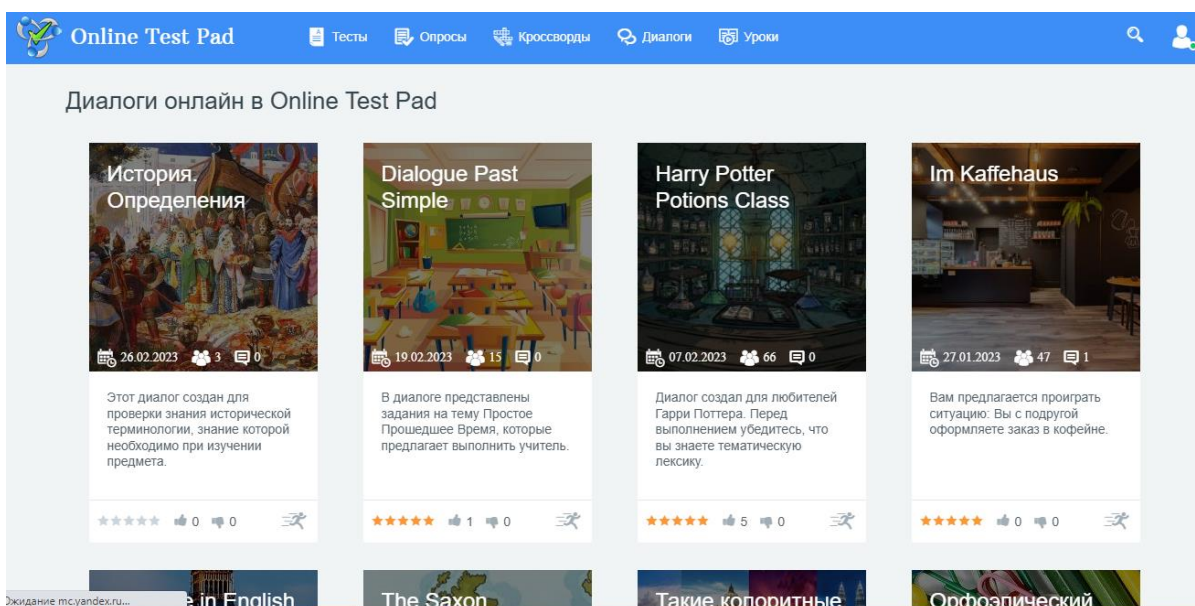 Online Test Pad
Тесты
Опросы
Кроссворды
Диалоги
Уроки
Диалоги онлайн в Online Test Pad
История.
Определения
26.02.2023 3 0
Этот диалог создан для
проверки знания исторической
терминологии, знание которой
необходимо при изучении
предмета.
0 0
Dialogue Past
Simple
19.02.2023 15 0
В диалоге представлены
задания на тему Простое
Прошедшее Время, которые
предлагает выполнить учитель.
1 0
Harry Potter
Potions Class
07.02.2023 66 0
Диалог создал для любителей
Гарри Поттера. Перед
выполнением убедитесь, что
вы знаете тематическую
лексику.
5 0
Im Kaffehaus
27.01.2023 47 1
Вам предлагается проиграть
ситуацию: Вы с подругой
оформляете заказ в кофейне.
0 0
e in English
The Saxon
Такие колоритные
Орфоэпический
Ожидание mc.yandex.ru...